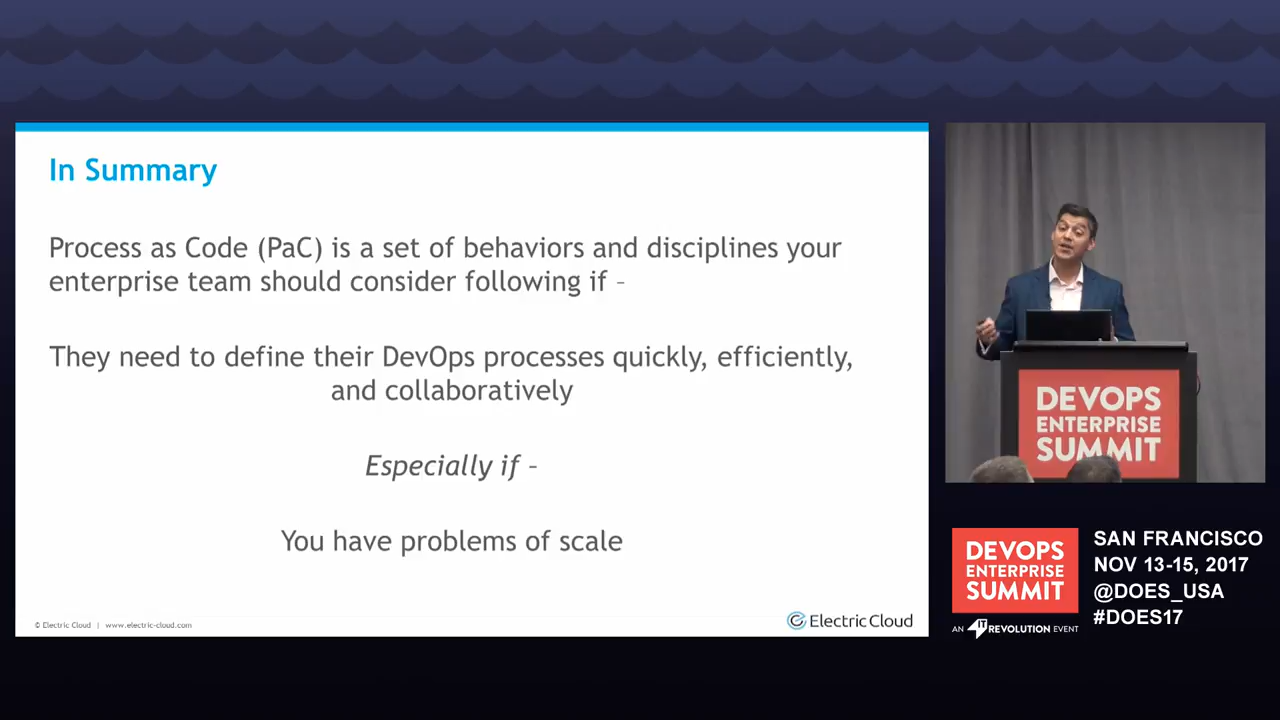 In Summary
Process as Code (PaC) is a set of behaviors and disciplines your
enterprise team should consider following if –
They need to define their DevOps processes quickly, efficiently,
and collaboratively
Especially if –
You have problems of scale
© Electric Cloud | www.electric-cloud.com
Electric Cloud
DEVOPS
ENTERPRISE
SUMMIT
DEVOPS
ENTERPRISE
SUMMIT
AN IT REVOLUTION EVENT
SAN FRANCISCO
NOV 13-15, 2017
@DOES_USA
#DOES17